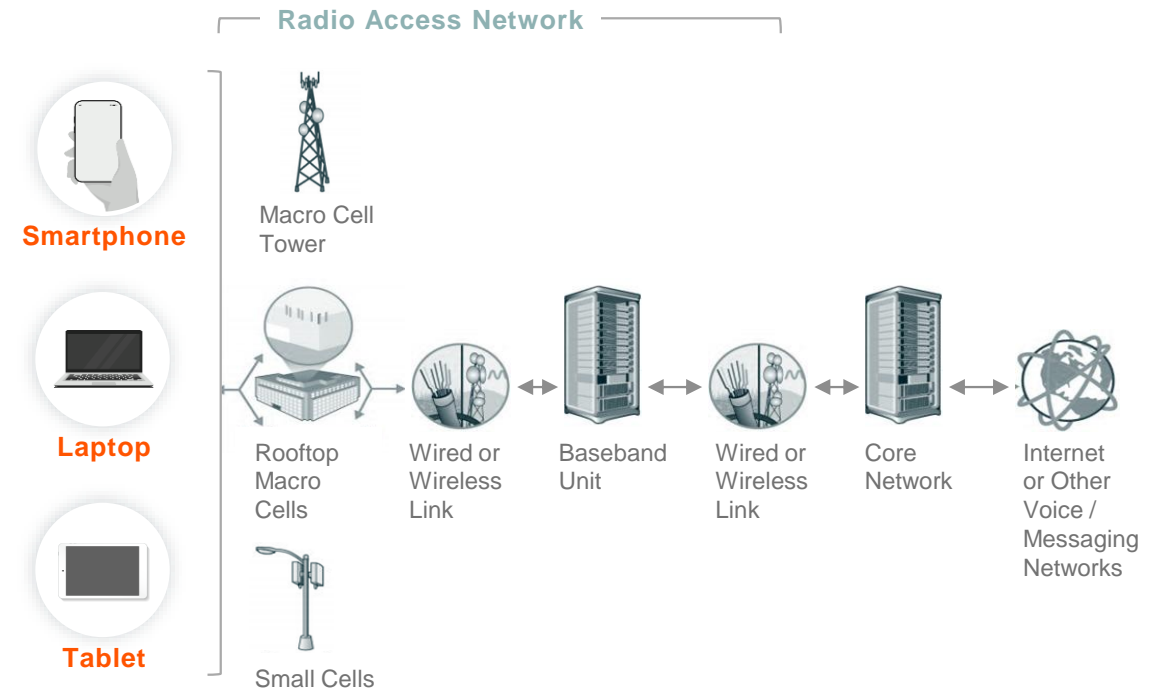 Radio Access Network
Smartphone
Laptop
Tablet
Macro Cell
Tower
Rooftop
Macro
Cells
Small Cells
Wired or
Wireless
Link
Baseband
Unit
Wired or
Wireless
Link
Core
Network
Internet
or Other
Voice /
Messaging
Networks